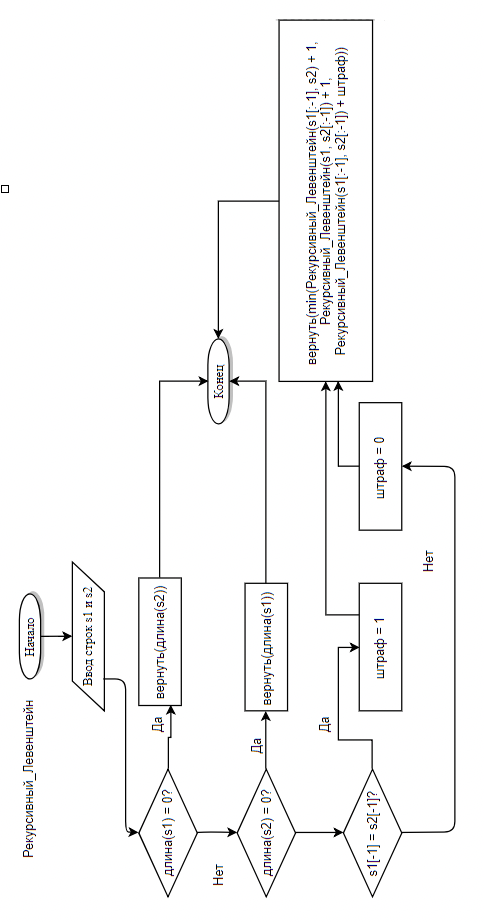 Рекурсивный_Левенштейн
Начало
Ввод строк s1 и s2
длина(s1) = 0?
Да
вернуть(длина(s2))
Нет
длина(s2) = 0?
Да
вернуть(длина(s1))
Конец
s1[-1] = s2[-1]?
Да
штраф = 1
Нет
штраф = 0
вернуть(min(Рекурсивный_Левенштейн(s1[:-1], s2) + 1,
Рекурсивный_Левенштейн(s1, s2[:-1]) + 1,
Рекурсивный_Левенштейн(s1[:-1], s2[:-1]) + штраф))